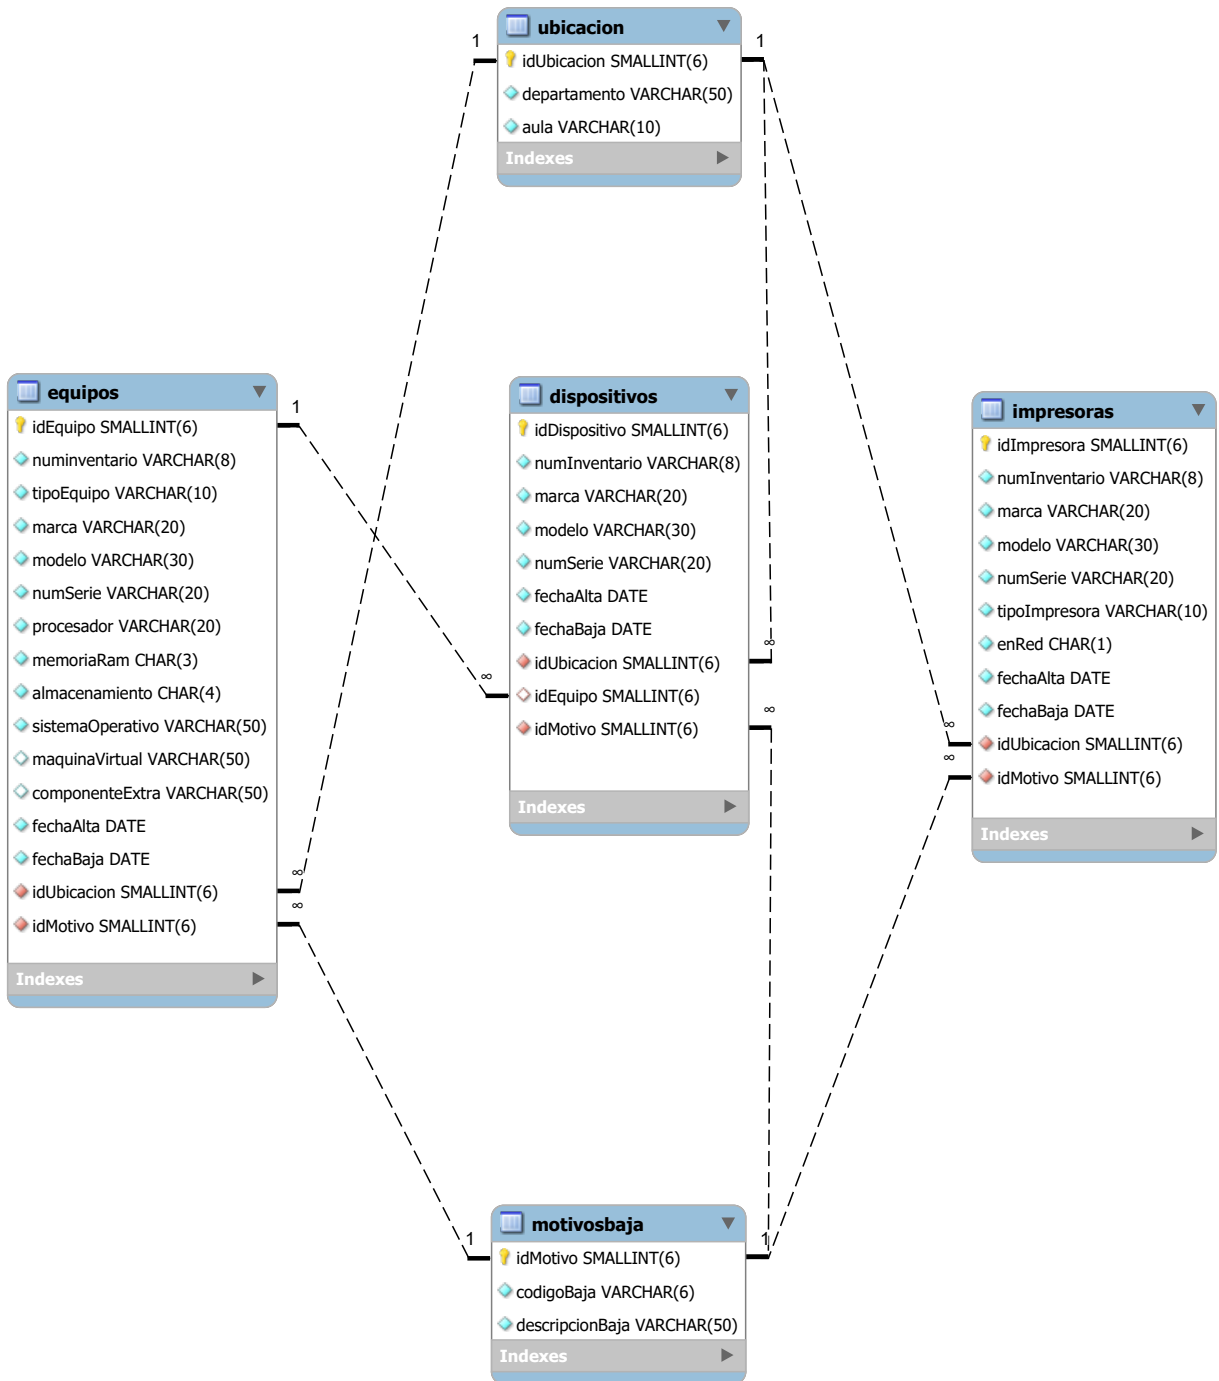 ubicacion
1
1
idUbicacion SMALLINT(6)
departamento VARCHAR(50)
aula VARCHAR(10)
Indexes
equipos
1
idEquipo SMALLINT(6)
numinventario VARCHAR(8)
tipoEquipo VARCHAR(10)
marca VARCHAR(20)
modelo VARCHAR(30)
numSerie VARCHAR(20)
procesador VARCHAR(20)
memoriaRam CHAR(3)
almacenamiento CHAR(4)
sistemaOperativo VARCHAR(50)
maquinaVirtual VARCHAR(50)
componenteExtra VARCHAR(50)
fechaAlta DATE
fechaBaja DATE
∞
idUbicacion SMALLINT(6)
∞
idMotivo SMALLINT(6)
Indexes
dispositivos
idDispositivo SMALLINT(6)
numInventario VARCHAR(8)
marca VARCHAR(20)
modelo VARCHAR(30)
numSerie VARCHAR(20)
fechaAlta DATE
fechaBaja DATE
∞
idUbicacion SMALLINT(6)
∞
idEquipo SMALLINT(6)
∞
idMotivo SMALLINT(6)
Indexes
impresoras
idImpresora SMALLINT(6)
numInventario VARCHAR(8)
marca VARCHAR(20)
modelo VARCHAR(30)
numSerie VARCHAR(20)
tipoImpresora VARCHAR(10)
enRed CHAR(1)
fechaAlta DATE
fechaBaja DATE
∞
idUbicacion SMALLINT(6)
∞
idMotivo SMALLINT(6)
Indexes
motivosbaja
1
1
idMotivo SMALLINT(6)
codigoBaja VARCHAR(6)
descripcionBaja VARCHAR(50)
Indexes